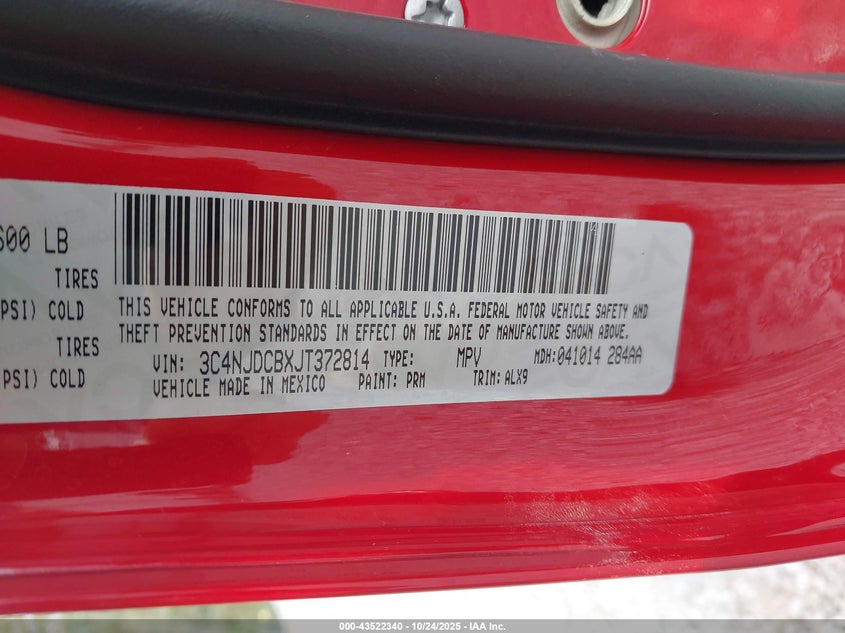 600 LB
TIRES
PSI) COLD
TIRES
PSI) COLD
THIS VEHICLE CONFORMS TO ALL APPLICABLE U.S.A. FEDERAL MOTOR VEHICLE SAFETY AND
THEFT PREVENTION STANDARDS IN EFFECT ON THE DATE OF MANUFACTURE SHOWN ABOVE.
VIN: 3C4NJDCBXJT372814 TYPE: MPV MDH:041014 284AA
VEHICLE MADE IN MEXICO PAINT: PRM TRIM: ALX9
000-43522340 - 10/24/2025 - IAA Inc.